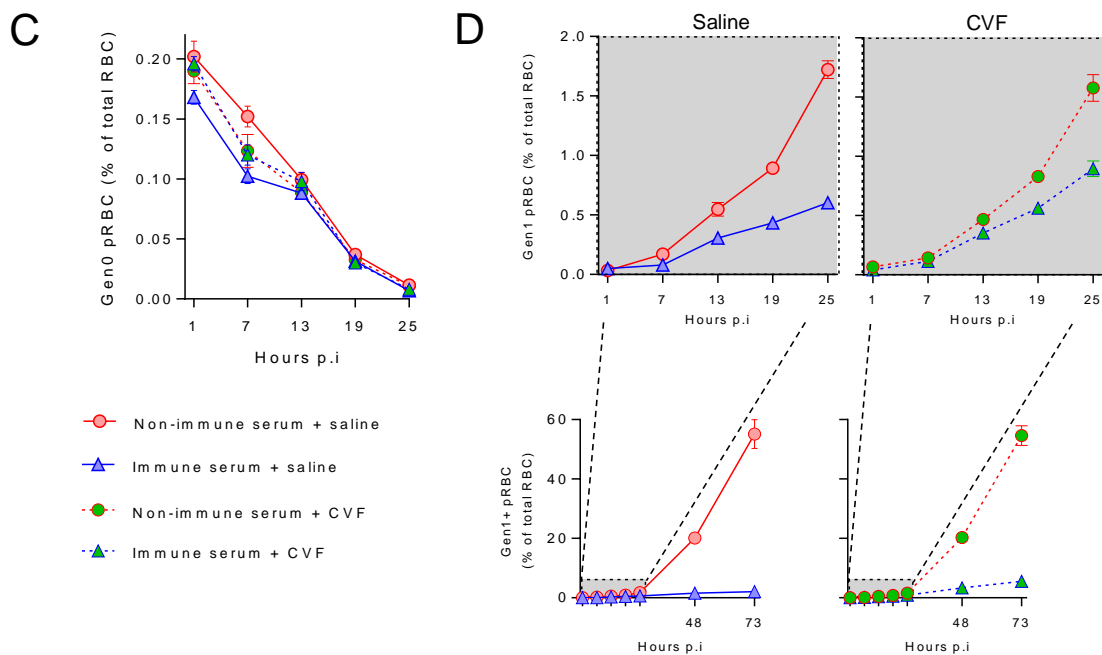 C
Gen0 pRBC (% of total RBC)
0.20
0.15
0.10
0.05
0.00
1 7 13 19 25
Hours p.i
Non-immune serum + saline
Immune serum + saline
Non-immune serum + CVF
Immune serum + CVF
D
Saline
CVF
Gen1 pRBC (% of total RBC)
2.0
1.5
1.0
0.5
0.0
1 7 13 19 25
Hours p.i
1 7 13 19 25
Hours p.i
Gen1+ pRBC
(% of total RBC)
60
40
20
0
48 73
Hours p.i
48 73
Hours p.i